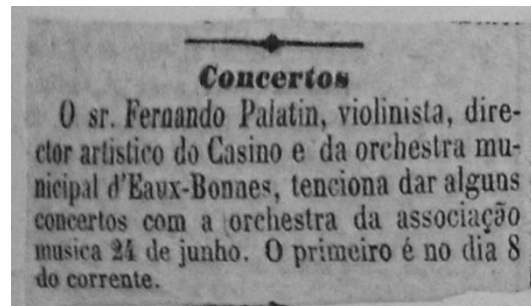 Concertos
O sr. Fernando Palatin, violinista, dire-
ctor artistico do Casino e da orchestra mu-
nicipal d'Eaux-Bonnes, tenciona dar alguns
concertos com a orchestra da associação
musica 24 de junho. O primeiro é no dia 8
do corrente.